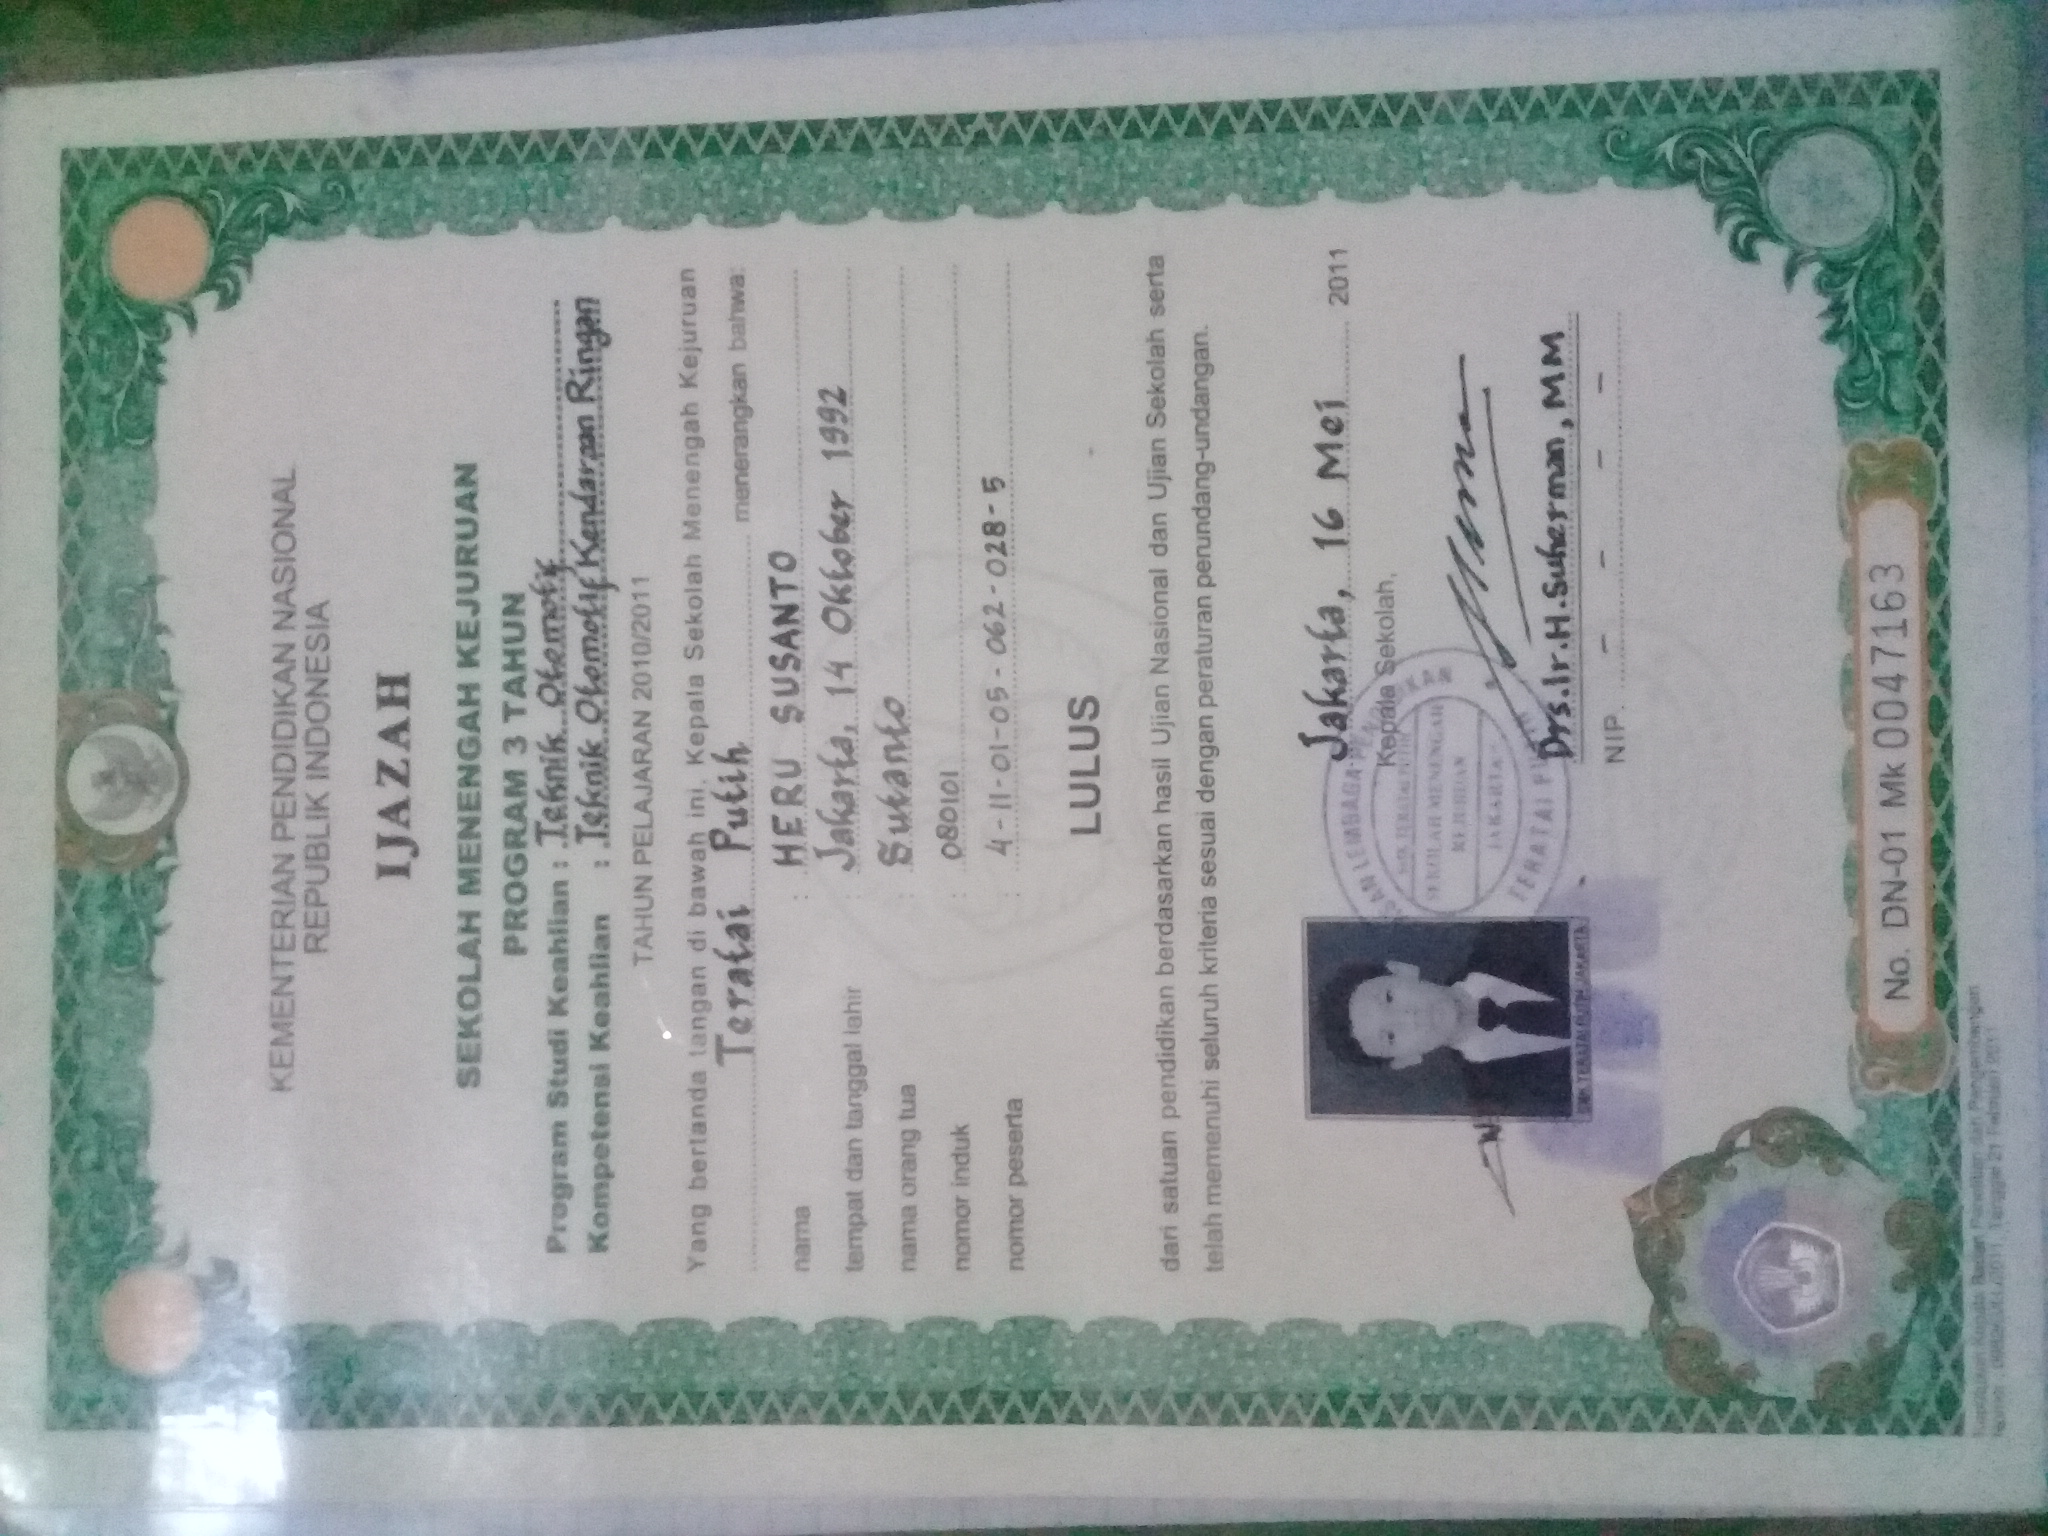 KEMENTERIAN PENDIDIKAN NASIONAL
REPUBLIK INDONESIA
IJAZAH
SEKOLAH MENENGAH KEJURUAN
PROGRAM 3 TAHUN
Program Studi Keahlian : Teknik Otomotif
Kompetensi Keahlian : Teknik Otomotif Kendaraan Ringan
TAHUN PELAJARAN 2010/2011
Yang bertanda tangan di bawah ini, Kepala Sekolah Menengah Kejuruan
Teratai Putih menerangkan bahwa:
nama : HERU SUSANTO
tempat dan tanggal lahir : Jakarta, 14 Oktober 1992
nama orang tua : Sutanto
nomor induk : 080101
nomor peserta : 4-11-01-05-062-028-5
LULUS
dari satuan pendidikan berdasarkan hasil Ujian Nasional dan Ujian Sekolah serta
telah memenuhi seluruh kriteria sesuai dengan peraturan perundang-undangan.
Jakarta, 16 Mei 2011
Kepala Sekolah,
LEMBAGA PENDIDIKAN
SMK TERATAI PUTIH
SEKOLAH MENENGAH
KEJURUAN
JAKARTA
TERATAI PUTIH
Drs.Ir.H.Suherman, MM
SMK TERATAI PUTIH JAKARTA
NIP. - - - -
No. DN-01 Mk 0047163
Keputusan Kepala Badan Penelitian dan Pengembangan
Nomor : Tanggal 21 Februari 2011